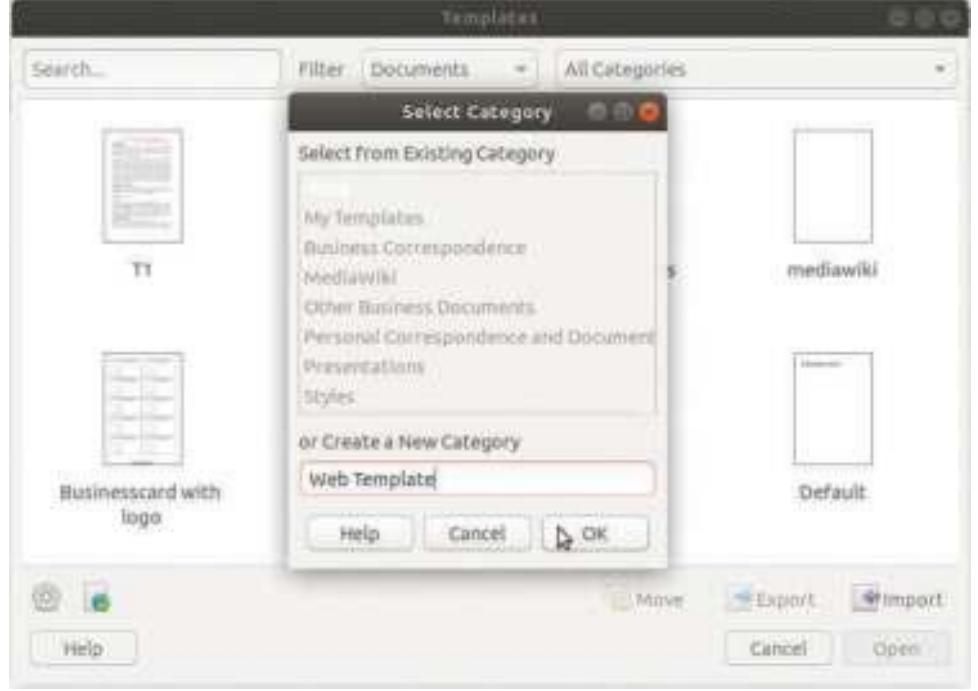 Templates
Search...
Filter
Documents
All Categories
Select Category
Select from Existing Category
My Templates
Business Correspondence
MediaWiki
Other Business Documents
Personal Correspondence and Document
Presentations
Styles
or Create a New Category
Web Template
Help
Cancel
OK
T1
s
mediawiki
Businesscard with
logo
Default
Move
Export
Import
Help
Cancel
Open